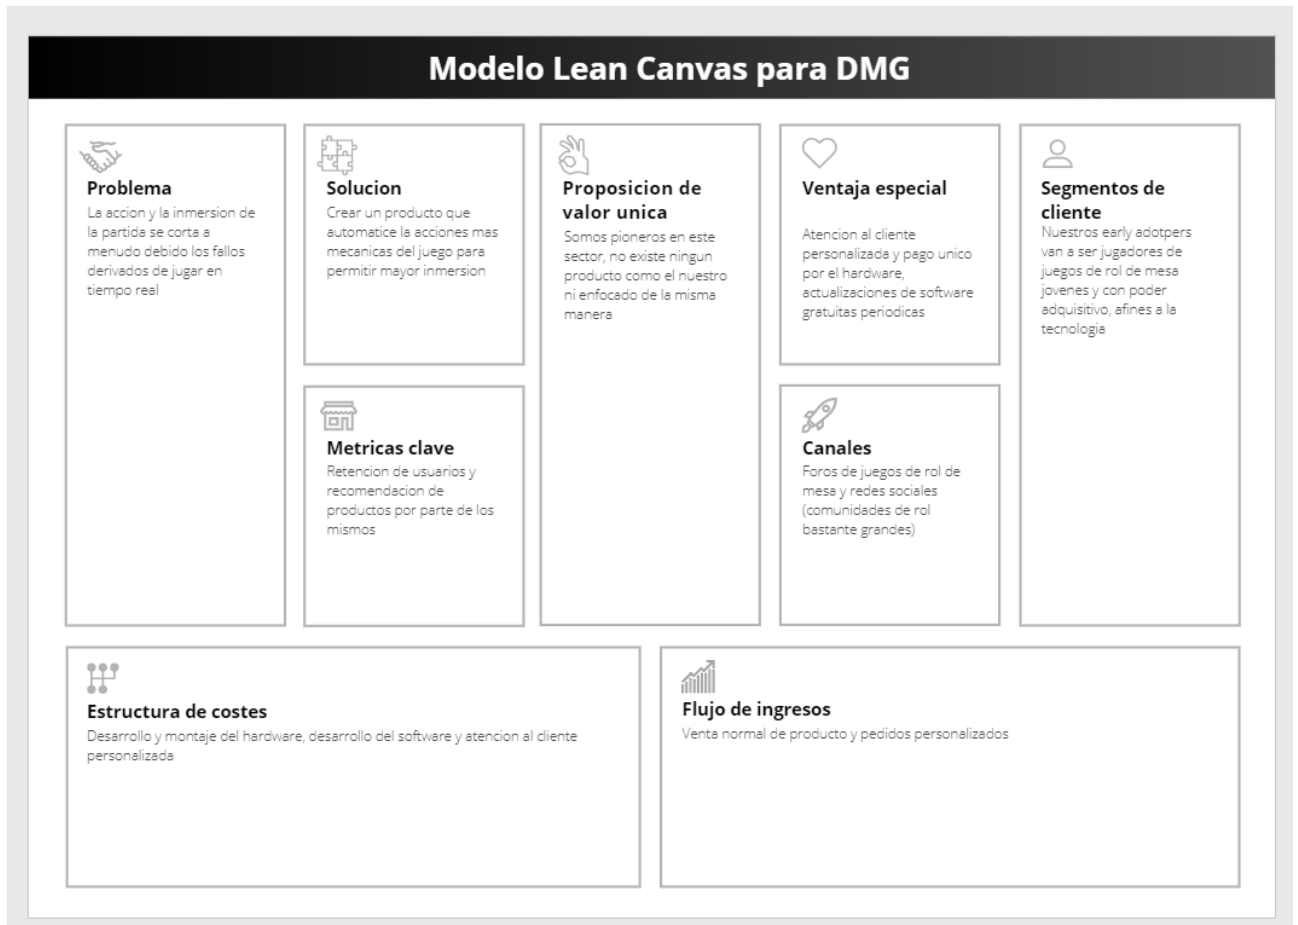 Modelo Lean Canvas para DMG
Problema
La accion y la inmersion de
la partida se corta a
menudo debido los fallos
derivados de jugar en
tiempo real
Solucion
Crear un producto que
automatice la acciones mas
mecanicas del juego para
permitir mayor inmersion
Metricas clave
Retencion de usuarios y
recomendacion de
productos por parte de los
mismos
Proposicion de
valor unica
Somos pioneros en este
sector, no existe ningun
producto como el nuestro
ni enfocado de la misma
manera
Ventaja especial
Atencion al cliente
personalizada y pago unico
por el hardware,
actualizaciones de software
gratuitas periodicas
Canales
Foros de juegos de rol de
mesa y redes sociales
(comunidades de rol
bastante grandes)
Segmentos de
cliente
Nuestros early adotpers
van a ser jugadores de
juegos de rol de mesa
jovenes y con poder
adquisitivo, afines a la
tecnologia
Estructura de costes
Desarrollo y montaje del hardware, desarrollo del software y atencion al cliente
personalizada
Flujo de ingresos
Venta normal de producto y pedidos personalizados